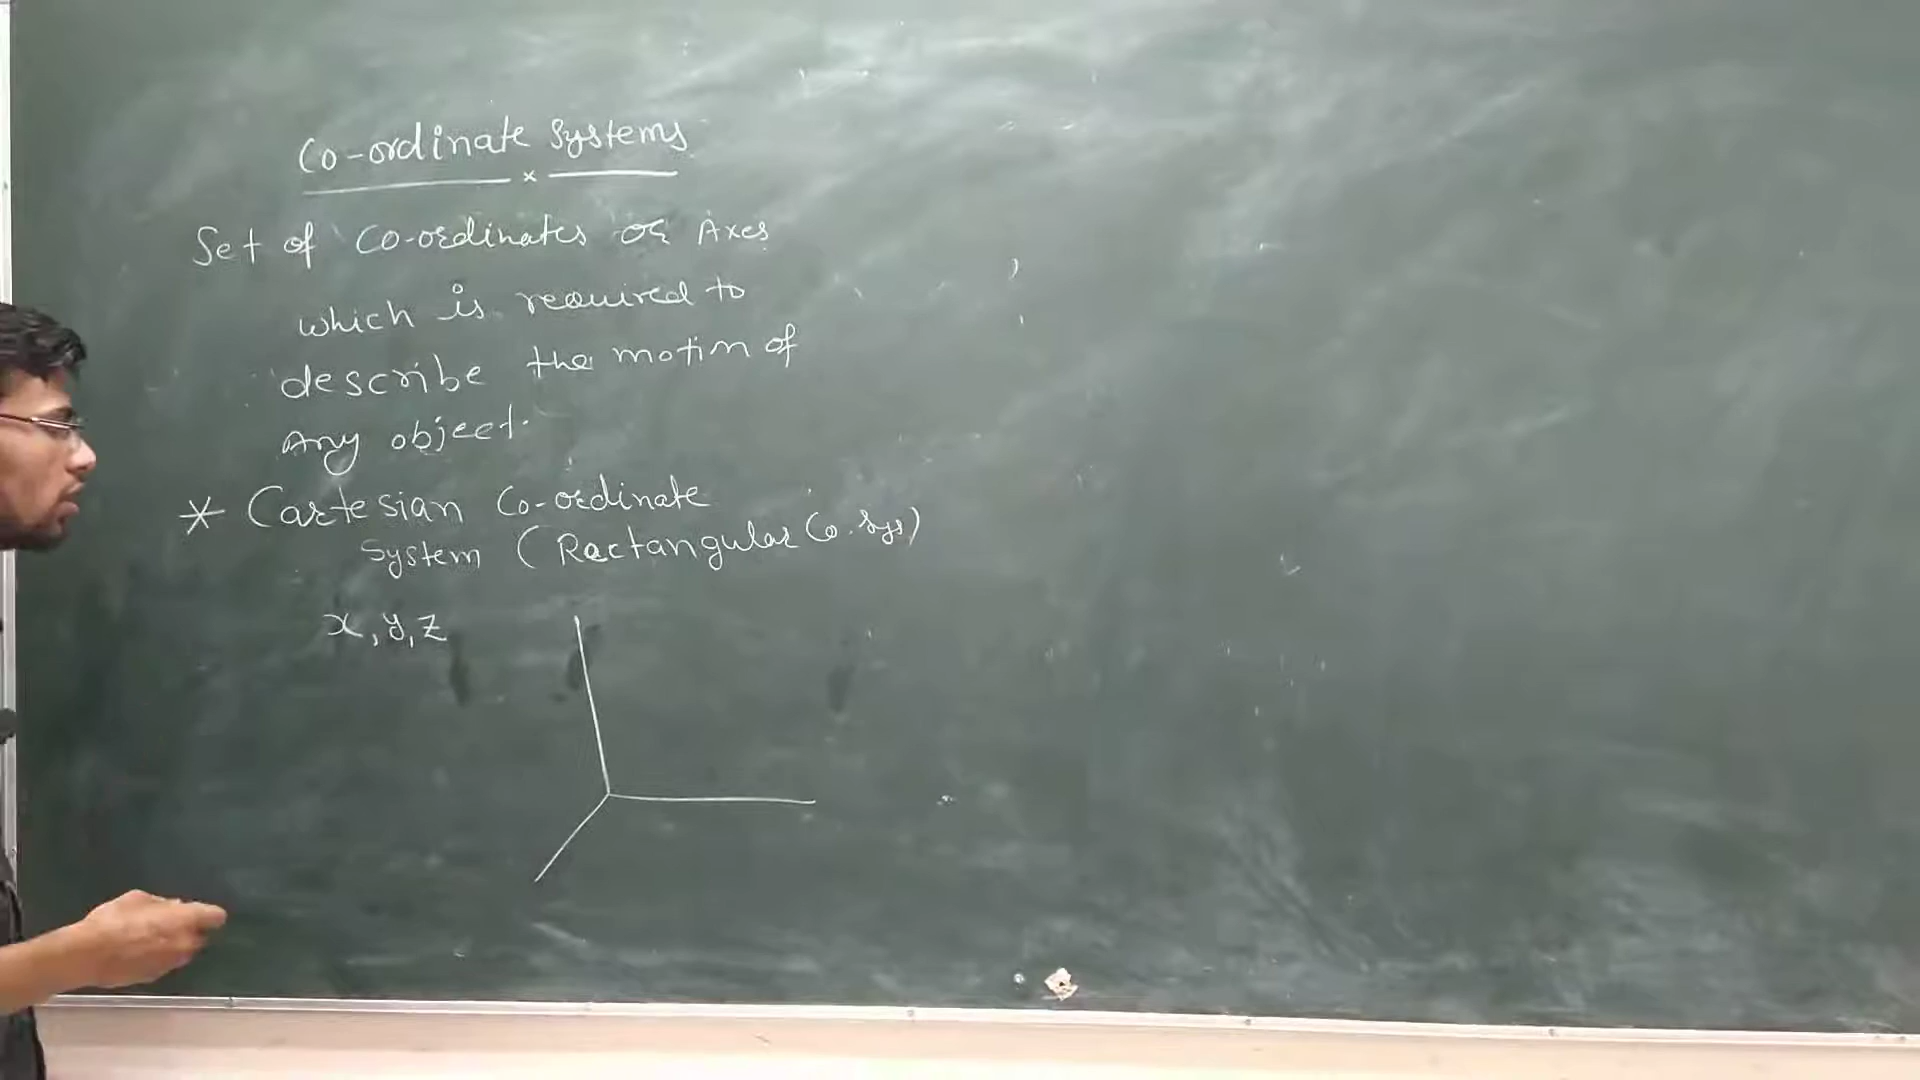 Co-ordinate Systems
x
Set of Co-ordinates or Axes
which is required to
describe the motion of
Any object.
* Cartesian Co-ordinate
System (Rectangular Co. Sys)
x, y, z